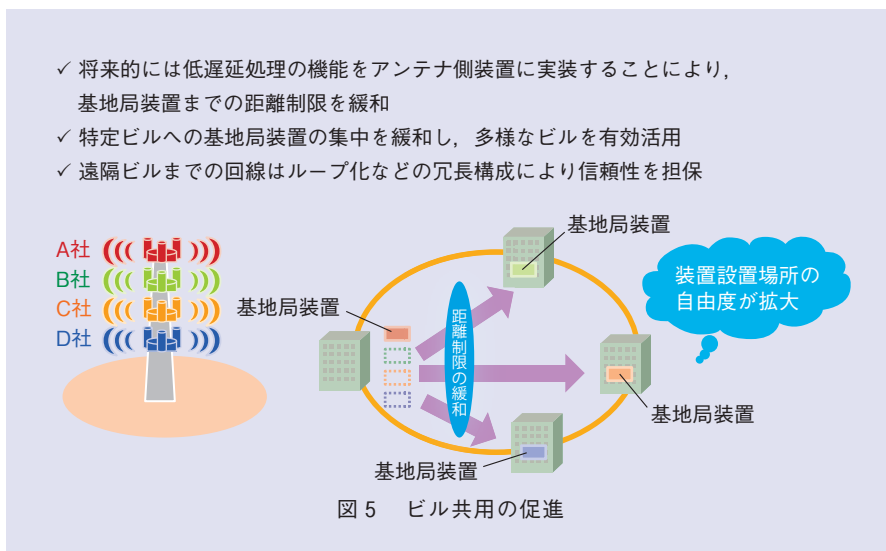 ✓ 将来的には低遅延処理の機能をアンテナ側装置に実装することにより，
基地局装置までの距離制限を緩和
✓ 特定ビルへの基地局装置の集中を緩和し，多様なビルを有効活用
✓ 遠隔ビルまでの回線はループ化などの冗長構成により信頼性を担保
A社
B社
C社
D社
基地局装置
基地局装置
距離制限の緩和
装置設置場所の
自由度が拡大
基地局装置
基地局装置
図 5　ビル共用の促進